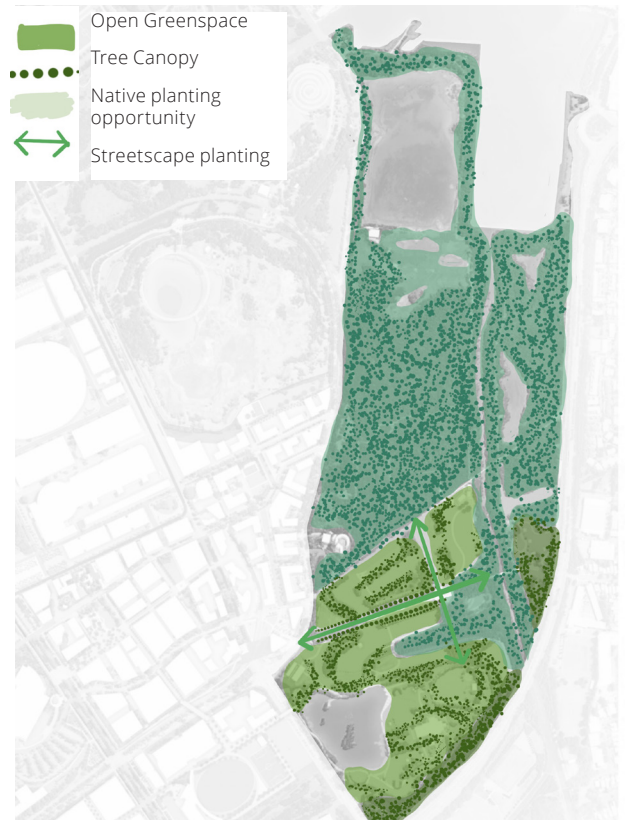 Open Greenspace
Tree Canopy
Native planting
opportunity
Streetscape planting